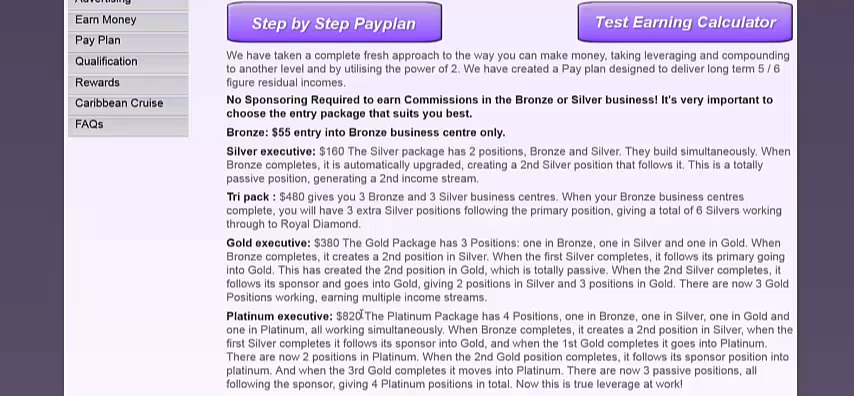 Advertising
Earn Money
Pay Plan
Qualification
Rewards
Caribbean Cruise
FAQs
Step by Step Payplan
Test Earning Calculator
We have taken a complete fresh approach to the way you can make money, taking leveraging and compounding
to another level and by utilising the power of 2. We have created a Pay plan designed to deliver long term 5 / 6
figure residual incomes.
No Sponsoring Required to earn Commissions in the Bronze or Silver business! It's very important to
choose the entry package that suits you best.
Bronze: $55 entry into Bronze business centre only.
Silver executive: $160 The Silver package has 2 positions, Bronze and Silver. They build simultaneously. When
Bronze completes, it is automatically upgraded, creating a 2nd Silver position that follows it. This is a totally
passive position, generating a 2nd income stream.
Tri pack : $480 gives you 3 Bronze and 3 Silver business centres. When your Bronze business centres
complete, you will have 3 extra Silver positions following the primary position, giving a total of 6 Silvers working
through to Royal Diamond.
Gold executive: $380 The Gold Package has 3 Positions: one in Bronze, one in Silver and one in Gold. When
Bronze completes, it creates a 2nd position in Silver. When the first Silver completes, it follows its primary going
into Gold. This has created the 2nd position in Gold, which is totally passive. When the 2nd Silver completes, it
follows its sponsor and goes into Gold, giving 2 positions in Silver and 3 positions in Gold. There are now 3 Gold
Positions working, earning multiple income streams.
Platinum executive: $820 The Platinum Package has 4 Positions, one in Bronze, one in Silver, one in Gold and
one in Platinum, all working simultaneously. When Bronze completes, it creates a 2nd position in Silver, when the
first Silver completes it follows its sponsor into Gold, and when the 1st Gold completes it goes into Platinum.
There are now 2 positions in Platinum. When the 2nd Gold position completes, it follows its sponsor position into
platinum. And when the 3rd Gold completes it moves into Platinum. There are now 3 passive positions, all
following the sponsor, giving 4 Platinum positions in total. Now this is true leverage at work!